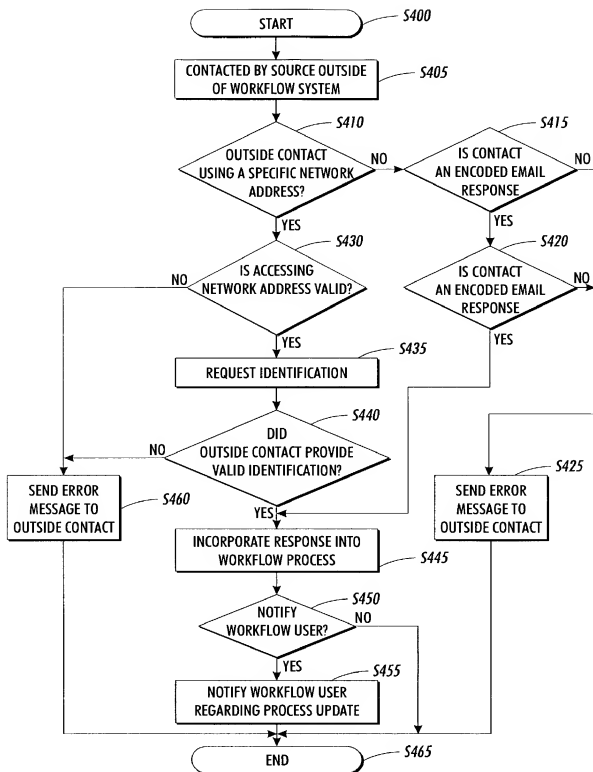 START
S400
CONTACTED BY SOURCE OUTSIDE
OF WORKFLOW SYSTEM
S405
S410
OUTSIDE CONTACT
USING A SPECIFIC NETWORK
ADDRESS?
NO
YES
S415
IS CONTACT
AN ENCODED EMAIL
RESPONSE
NO
YES
S430
IS ACCESSING
NETWORK ADDRESS VALID?
NO
YES
S420
IS CONTACT
AN ENCODED EMAIL
RESPONSE
NO
YES
S435
REQUEST IDENTIFICATION
S440
DID
OUTSIDE CONTACT PROVIDE
VALID IDENTIFICATION?
NO
YES
SEND ERROR
MESSAGE TO
OUTSIDE CONTACT
S460
S425
SEND ERROR
MESSAGE TO
OUTSIDE CONTACT
INCORPORATE RESPONSE INTO
WORKFLOW PROCESS
S445
S450
NOTIFY
WORKFLOW USER?
NO
YES
S455
NOTIFY WORKFLOW USER
REGARDING PROCESS UPDATE
END
S465